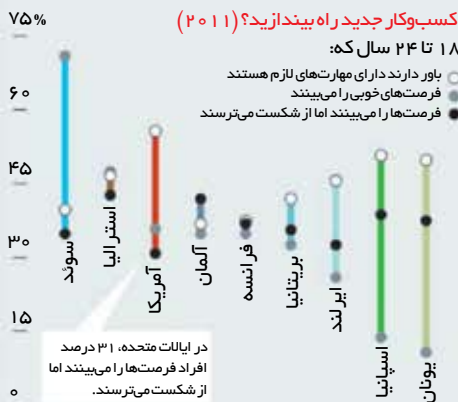 کسب‌وکار جدید راه بیندازید؟ (۲۰۱۱)
۱۸ تا ۲۴ سال که:
باور دارند دارای مهارت‌های لازم هستند
فرصت‌های خوبی را می‌بینند
فرصت‌ها را می‌بینند اما از شکست می‌ترسند
۷۵%
۶۰
۴۵
۳۰
۱۵
۰
سوئد
استرالیا
آمریکا
آلمان
فرانسه
بریتانیا
ایرلند
اسپانیا
یونان
در ایالات متحده، ۳۱ درصد
افراد فرصت‌ها را می‌بینند اما
از شکست می‌ترسند.